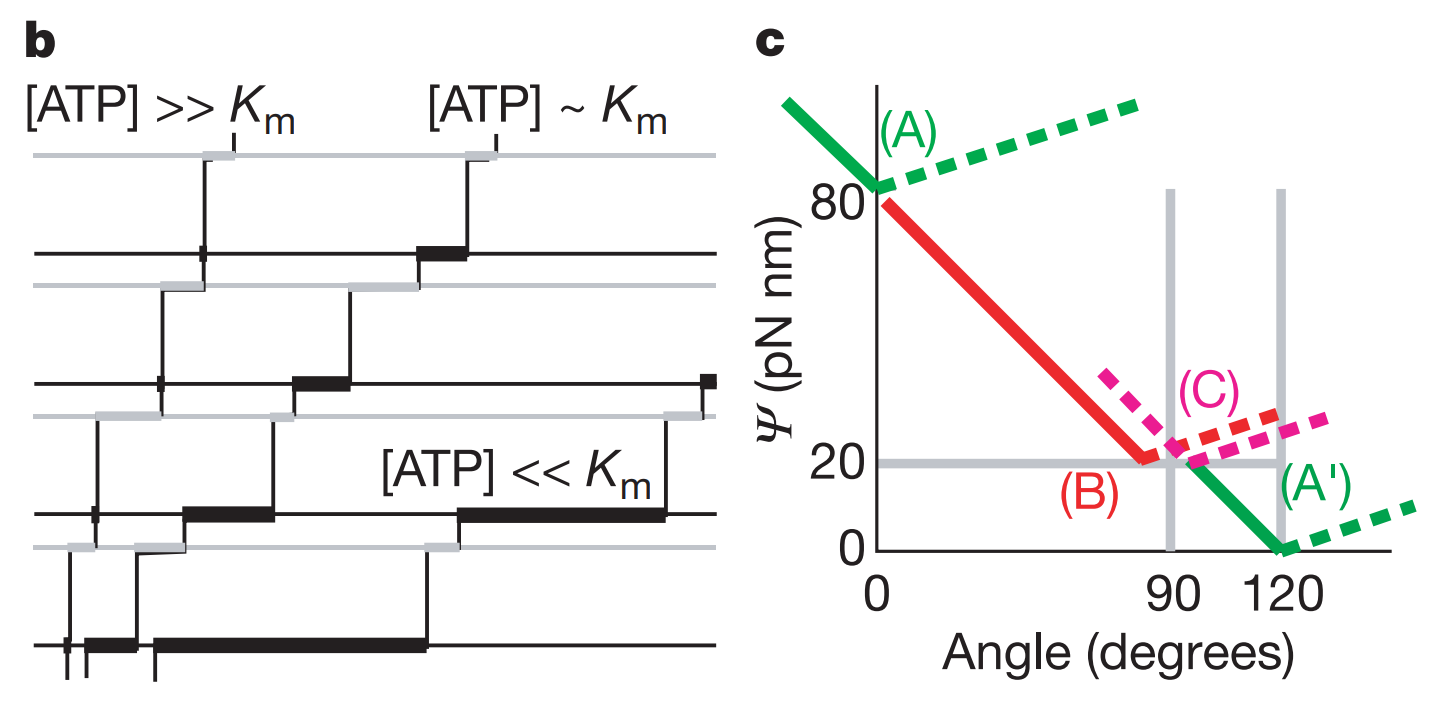 b
[ATP] >> Km
[ATP] ~ Km
[ATP] << Km
c
(A)
80
(C)
20
(B)
(A')
0
0
90
120
Ψ (pN nm)
Angle (degrees)